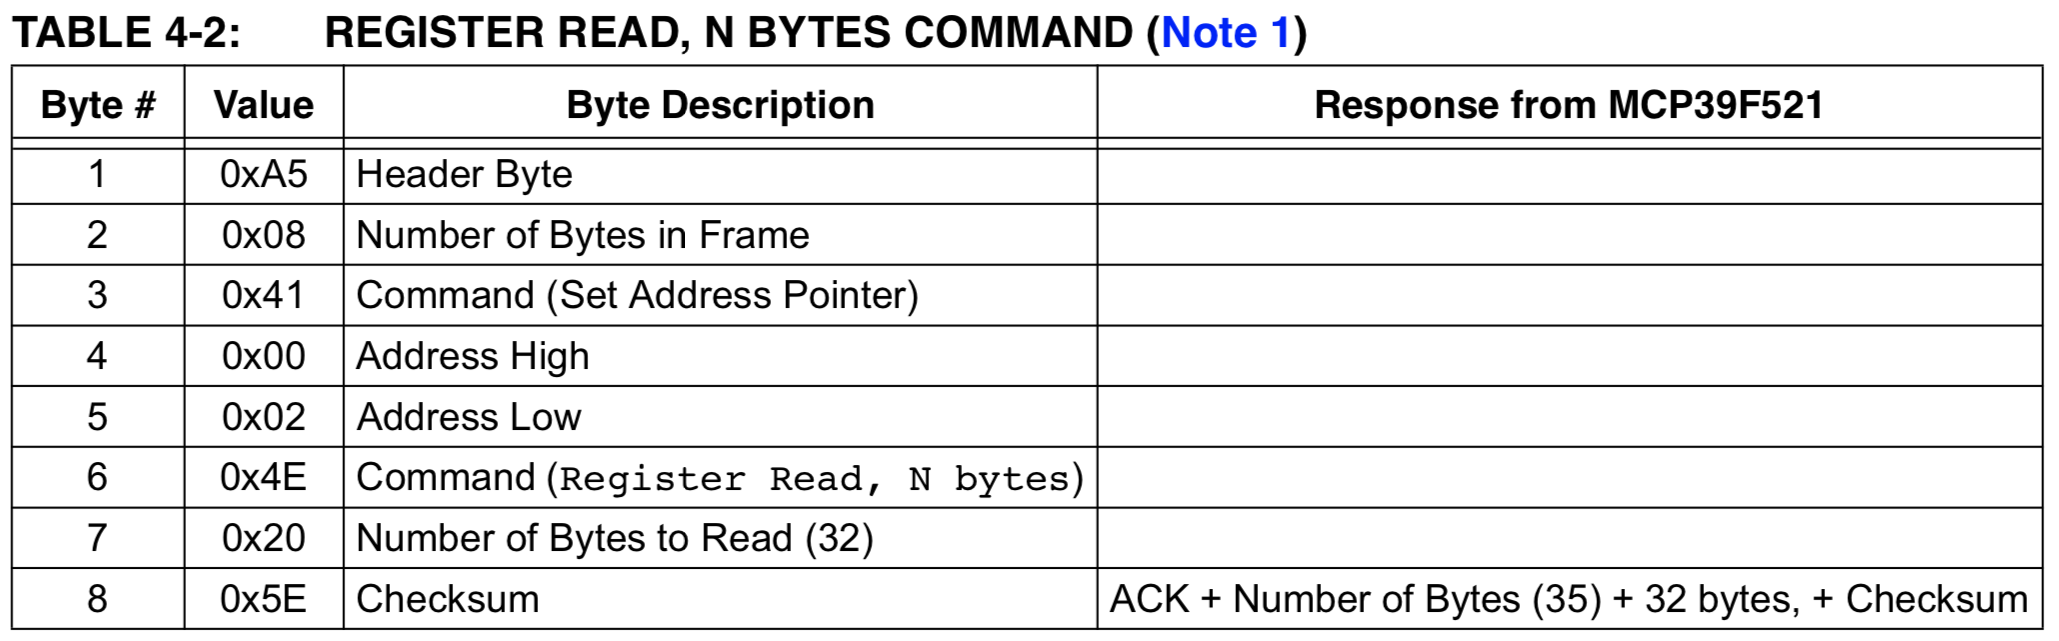 TABLE 4-2: REGISTER READ, N BYTES COMMAND (Note 1)
Byte # Value Byte Description Response from MCP39F521
1 0xA5 Header Byte
2 0x08 Number of Bytes in Frame
3 0x41 Command (Set Address Pointer)
4 0x00 Address High
5 0x02 Address Low
6 0x4E Command (Register Read, N bytes)
7 0x20 Number of Bytes to Read (32)
8 0x5E Checksum ACK + Number of Bytes (35) + 32 bytes, + Checksum